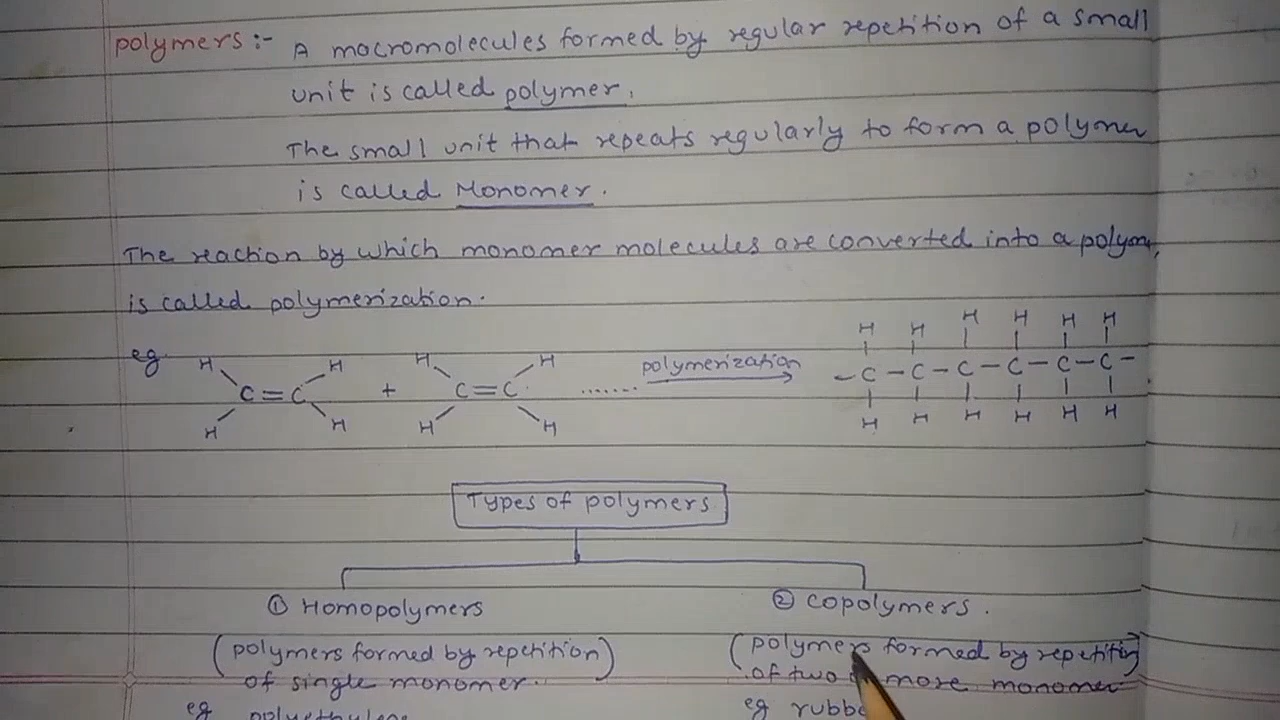 polymers :- A macromolecules formed by regular repetition of a small
unit is called polymer.
The small unit that repeats regularly to form a polymer
is called Monomer.
The reaction by which monomer molecules are converted into a polym
is called polymerization.
eg
H H H H
C = C + C = C ........ polymerization
H H H H
H H H H H H
- C - C - C - C - C - C -
H H H H H H
Types of polymers
① Homopolymers ② copolymers.
(polymers formed by repetition) (polymers formed by
of single monomer. of two more monomer
eg polyethylene eg